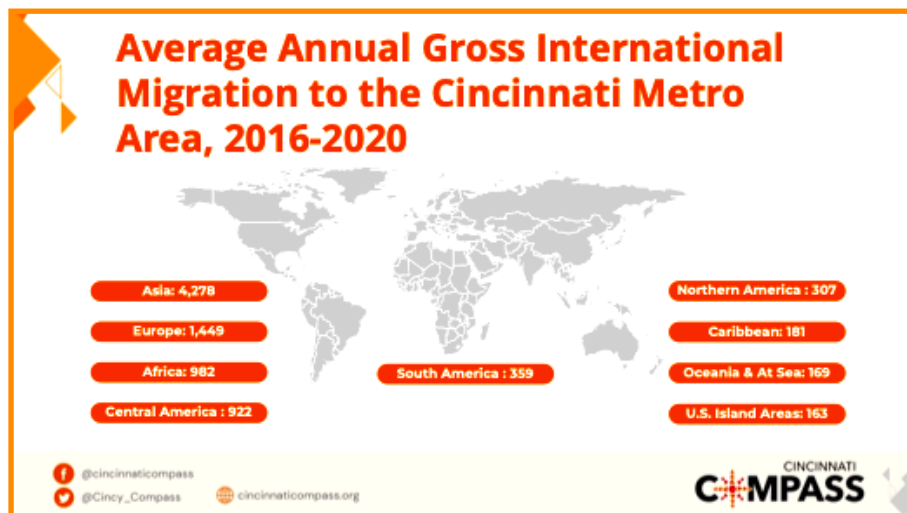 Average Annual Gross International
Migration to the Cincinnati Metro
Area, 2016-2020
Asia: 4,278
Europe: 1,449
Africa: 982
Central America : 922
South America : 359
Northern America : 307
Caribbean: 181
Oceania & At Sea: 169
U.S. Island Areas: 163
@cincinnaticompass
@Cincy_Compass
cincinnaticompass.org
CINCINNATI
COMPASS